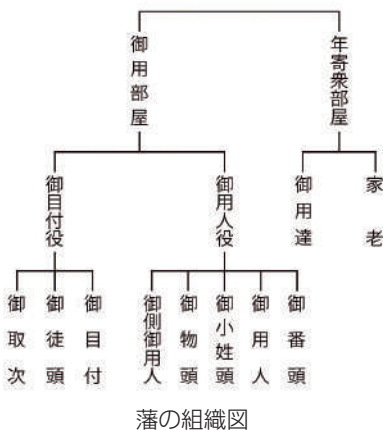 年寄衆部屋
御用部屋
家老
御用達
御用人役
御目付役
御番頭
御用人
御小姓頭
御物頭
御側御用人
御目付
御徒頭
御取次
藩の組織図